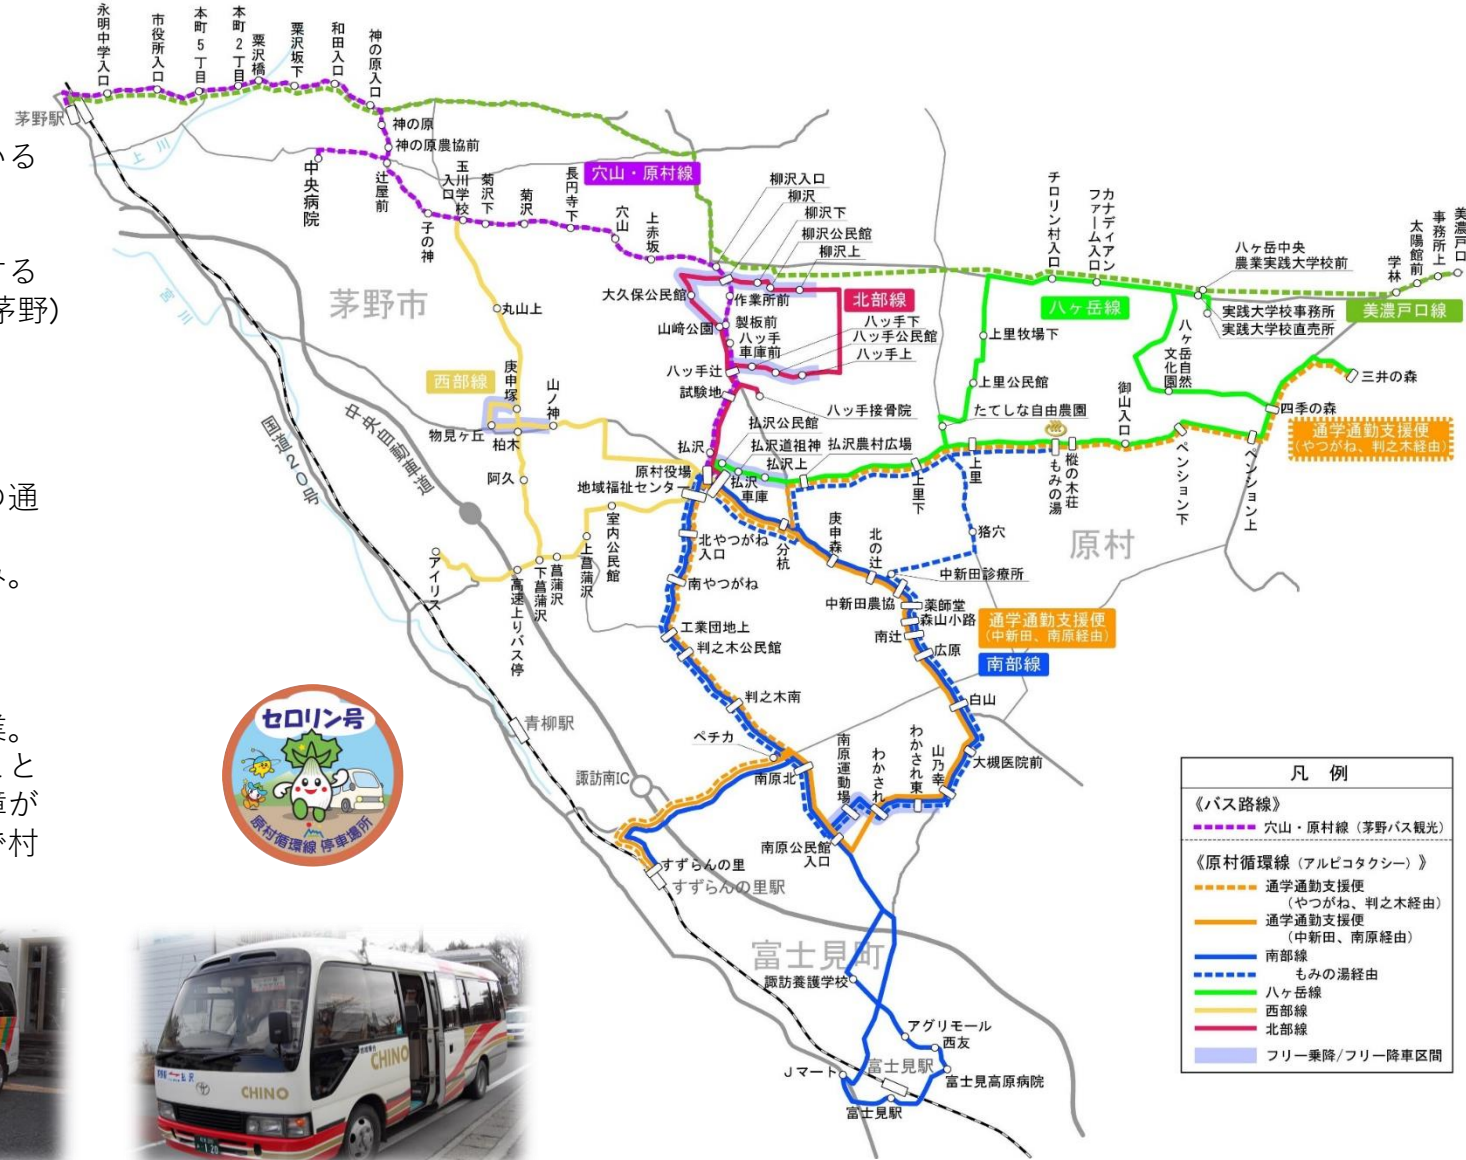 永明中学入口
市役所入口
本町5丁目
本町2丁目
粟沢橋
粟沢坂下
和田入口
神の原入口
茅野駅
上川
神の原
神の原農協前
中央病院
辻屋前
子の神
玉川学校
入口
菊沢下
菊沢
長円寺下
穴山
上赤坂
穴山・原村線
柳沢入口
柳沢
柳沢下
柳沢公民館
柳沢上
チロリン村入口
カナディアン
ファーム入口
八ヶ岳中央
農業実践大学校前
学林
太陽館前
事務所上
美濃戸口
いる
する
茅野)
の通
み。
業。
こと
章が
で村
茅野市
宮川
丸山上
大久保公民館
作業所前
北部線
八ヶ岳線
実践大学校事務所
実践大学校直売所
美濃戸口線
山崎公園
製板前
八ッ手
車庫前
八ッ手下
八ッ手公民館
八ッ手上
上里牧場下
八ヶ岳自然
文化園
西部線
庚申塚
山ノ神
八ッ手辻
試験地
上里公民館
御山入口
三井の森
四季の森
物見ヶ丘
柏木
八ッ手接骨院
たてしな自由農園
通学通勤支援便
(やつがね、判之木経由)
国道20号
中央自動車道
払沢公民館
払沢道祖神
払沢農村広場
払沢
払沢上
払沢
車庫
原村役場
地域福祉センター
上里下
上里
もみの湯
樅の木荘
ペンション下
ペンション上
阿久
室内公民館
上菖蒲沢
菖蒲沢
下菖蒲沢
高速上りバス停
アイリス
北やつがね
入口
分杭
庚申森
北の辻
狢穴
原村
南やつがね
中新田診療所
中新田農協
薬師堂
森山小路
南辻
広原
通学通勤支援便
(中新田、南原経由)
南部線
工業団地上
判之木公民館
判之木南
白山
セロリン号
原村循環線 停車場所
青柳駅
諏訪南IC
ペチカ
南原北
南原運動場
わかされ
わかされ東
山乃幸
大槻医院前
南原公民館
入口
すずらんの里
すずらんの里駅
富士見町
諏訪養護学校
アグリモール
西友
富士見駅
富士見高原病院
Jマート
富士見駅
凡 例
《バス路線》
穴山・原村線(茅野バス観光)
《原村循環線(アルピコタクシー)》
通学通勤支援便
(やつがね、判之木経由)
通学通勤支援便
(中新田、南原経由)
南部線
もみの湯経由
八ヶ岳線
西部線
北部線
フリー乗降/フリー降車区間
CHINO
CHINO
120